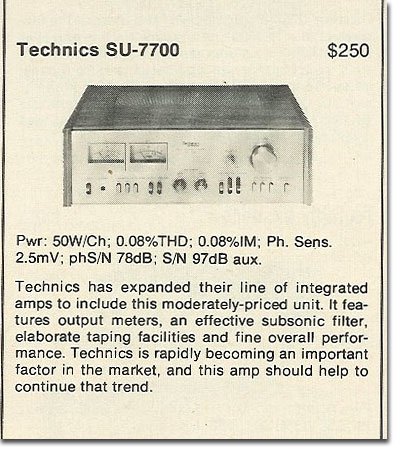 Technics SU-7700 $250
Pwr: 50W/Ch; 0.08%THD; 0.08%IM; Ph. Sens.
2.5mV; phS/N 78dB; S/N 97dB aux.
Technics has expanded their line of integrated
amps to include this moderately-priced unit. It fea-
tures output meters, an effective subsonic filter,
elaborate taping facilities and fine overall perfor-
mance. Technics is rapidly becoming an important
factor in the market, and this amp should help to
continue that trend.